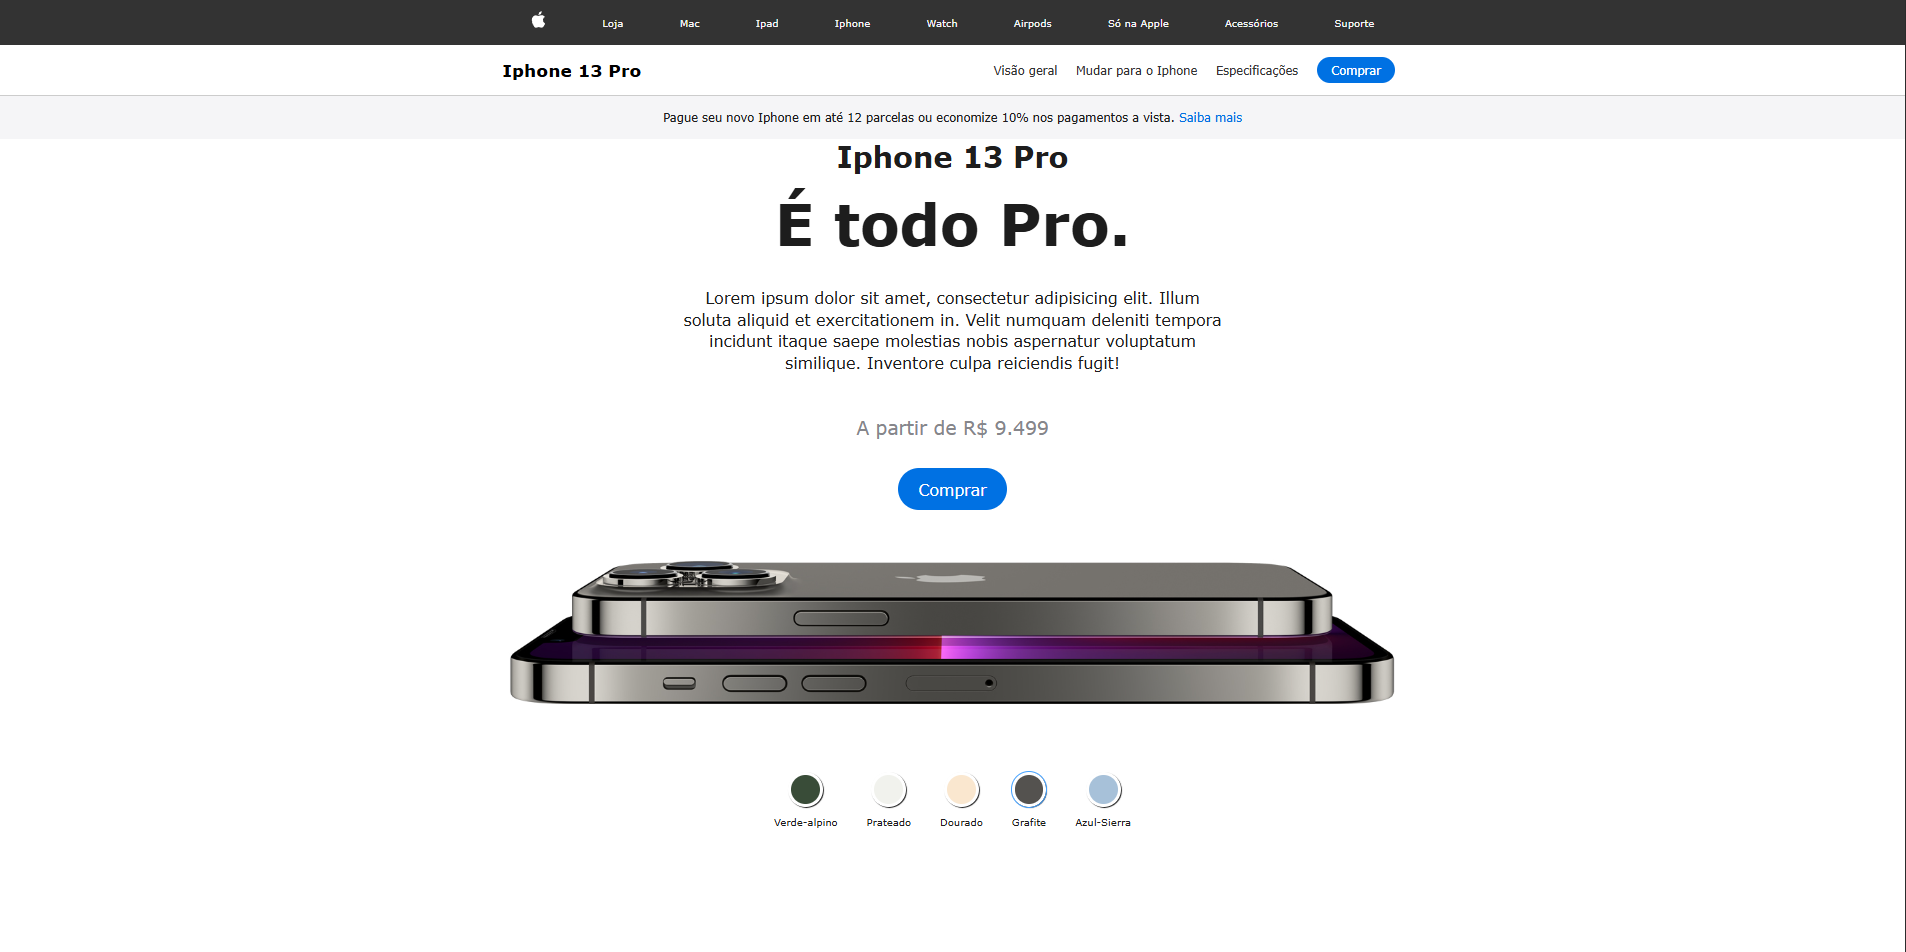 Loja Mac Ipad Iphone Watch Airpods Só na Apple Acessórios Suporte
Iphone 13 Pro Visão geral Mudar para o Iphone Especificações Comprar
Pague seu novo Iphone em até 12 parcelas ou economize 10% nos pagamentos a vista. Saiba mais
Iphone 13 Pro
É todo Pro.
Lorem ipsum dolor sit amet, consectetur adipisicing elit. Illum
soluta aliquid et exercitationem in. Velit numquam deleniti tempora
incidunt itaque saepe molestias nobis aspernatur voluptatum
similique. Inventore culpa reiciendis fugit!
A partir de R$ 9.499
Comprar
Verde-alpino Prateado Dourado Grafite Azul-Sierra